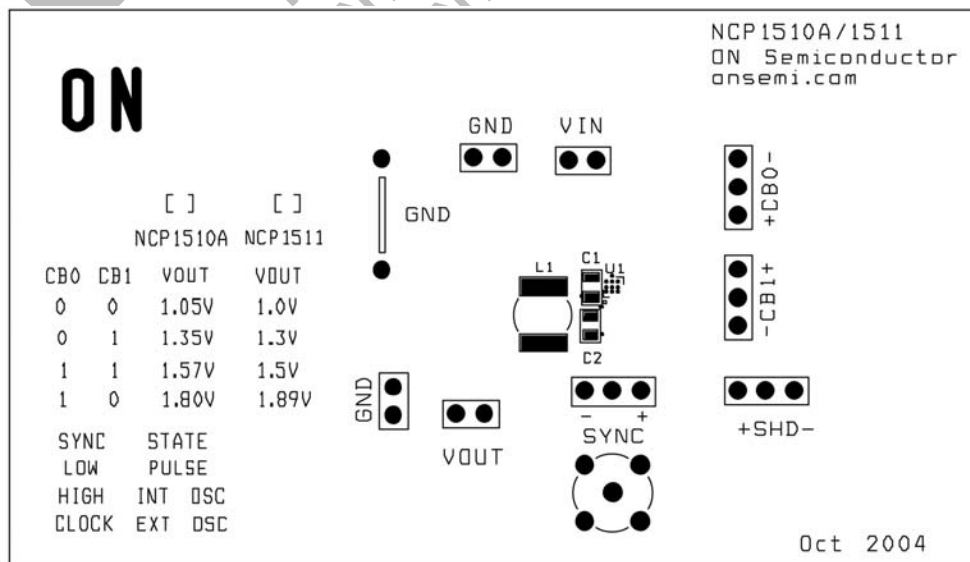 NCP1510A/1511
ON Semiconductor
onsemi.com
ON
GND VIN
+CB0-
GND
[ ] [ ]
NCP1510A NCP1511
CB0 CB1 VOUT VOUT
0 0 1.05V 1.0V
0 1 1.35V 1.3V
1 1 1.57V 1.5V
1 0 1.80V 1.89V
L1
C1
U1
C2
-CB1+
GND
VOUT
- +
SYNC
+SHD-
SYNC STATE
LOW PULSE
HIGH INT OSC
CLOCK EXT OSC
Oct 2004